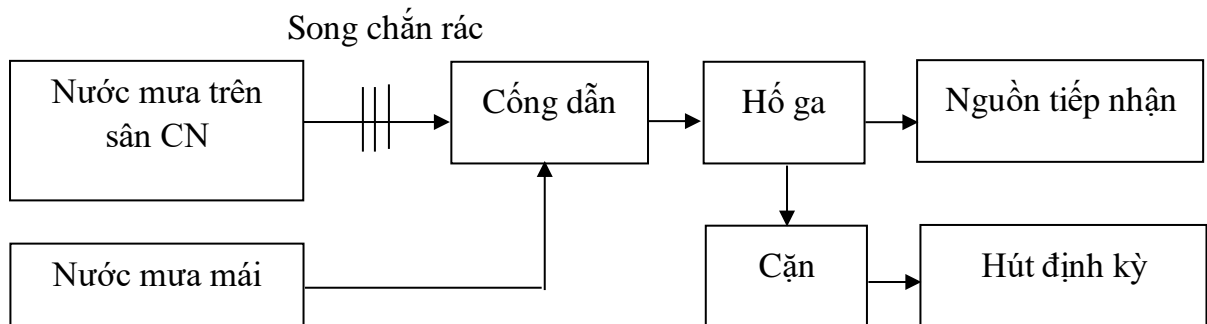 Song chắn rác
Nước mưa trên
sân CN
Cống dẫn
Hố ga
Nguồn tiếp nhận
Nước mưa mái
Cặn
Hút định kỳ